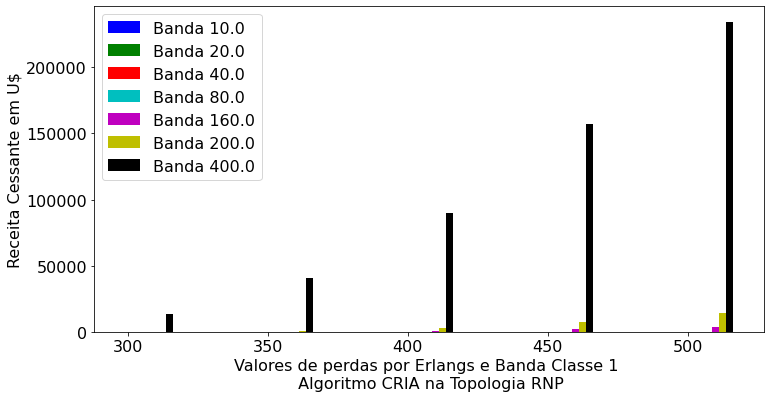 Banda 10.0
Banda 20.0
Banda 40.0
Banda 80.0
Banda 160.0
Banda 200.0
Banda 400.0
Receita Cessante em U$
200000
150000
100000
50000
0
300 350 400 450 500
Valores de perdas por Erlangs e Banda Classe 1
Algoritmo CRIA na Topologia RNP